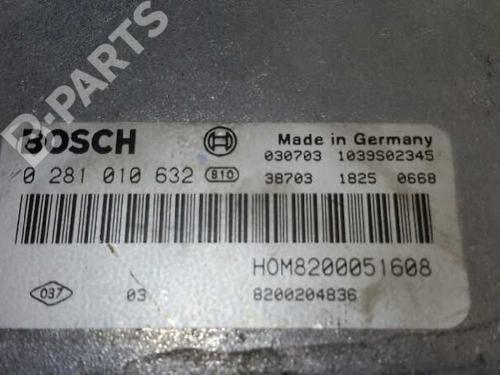 B-PARTS
BOSCH Made in Germany
030703 1039S02345
0 281 010 632 810 38703 1825 0668
HOM8200051608
037 03 8200204836